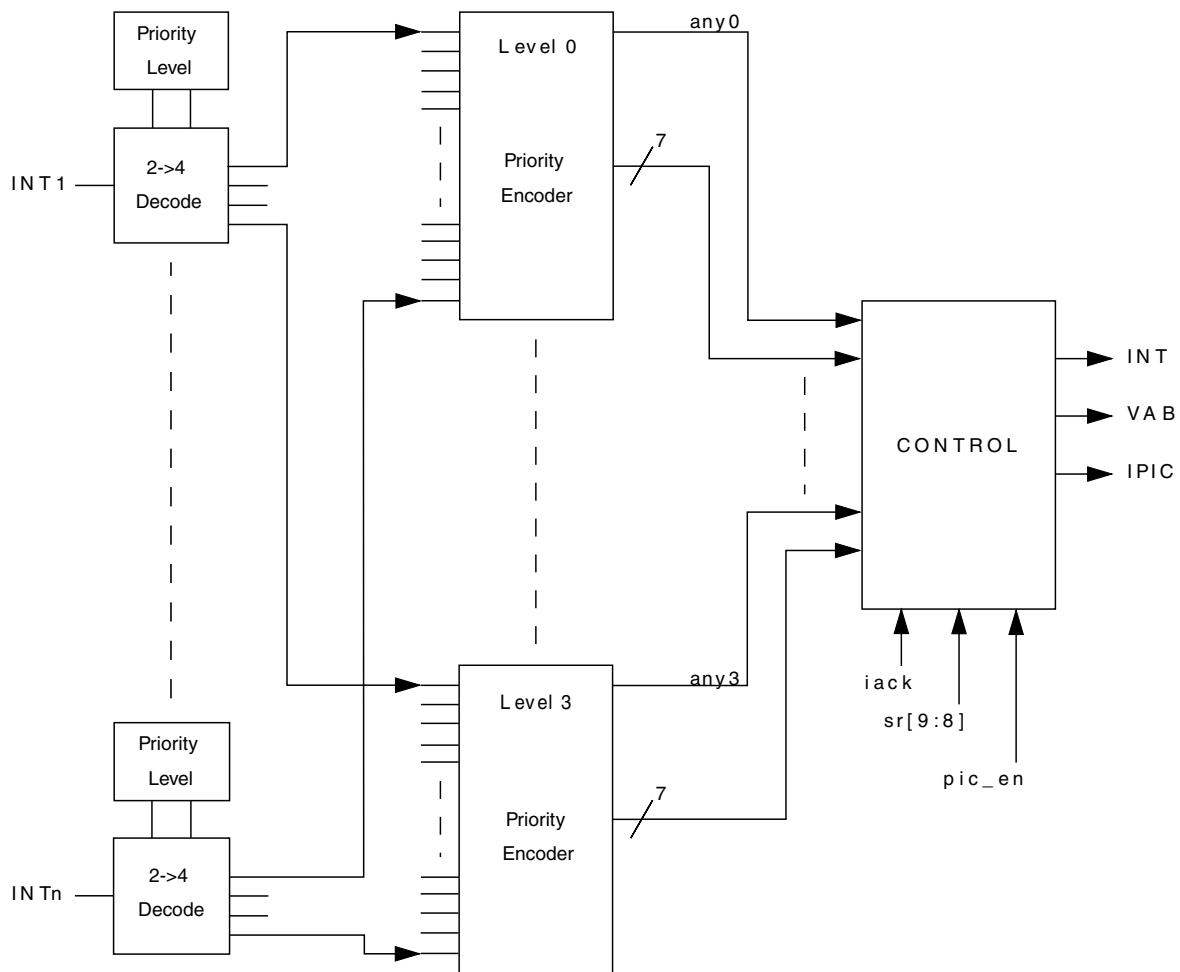 Priority
Level
2->4
Decode
INT1
Level 0
Priority
Encoder
any0
7
CONTROL
INT
VAB
IPIC
iack
sr[9:8]
pic_en
any3
Level 3
Priority
Encoder
7
Priority
Level
2->4
Decode
INTn